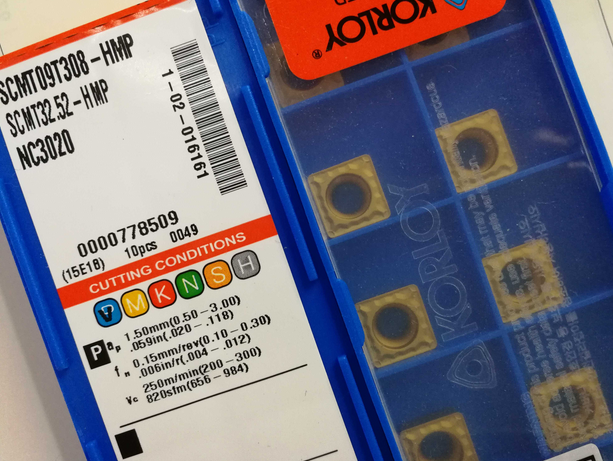 SCMT09T308-HMP
SCMT32.52-HMP
NC3020
1-02-016161
0000778509
(15E1B) 10pcs 0049
CUTTING CONDITIONS
P M K N S H
P ap 1.50mm(0.50-3.00)
.059in(.020-.118)
fn 0.15mm/rev(0.10-0.30)
.006in/r(.004-.012)
vc 250m/min(200-300)
820sfm(656-984)
KORLOY
®
KORLOY